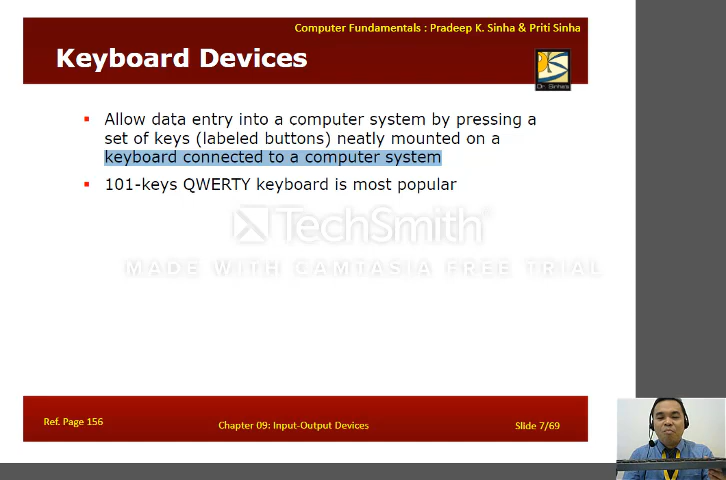 Computer Fundamentals : Pradeep K. Sinha & Priti Sinha
Keyboard Devices
Dr Sinha's
Allow data entry into a computer system by pressing a
set of keys (labeled buttons) neatly mounted on a
keyboard connected to a computer system
101-keys QWERTY keyboard is most popular
TechSmith®
MADE WITH CAMTASIA FREE TRIAL
Ref. Page 156
Chapter 09: Input-Output Devices
Slide 7/69